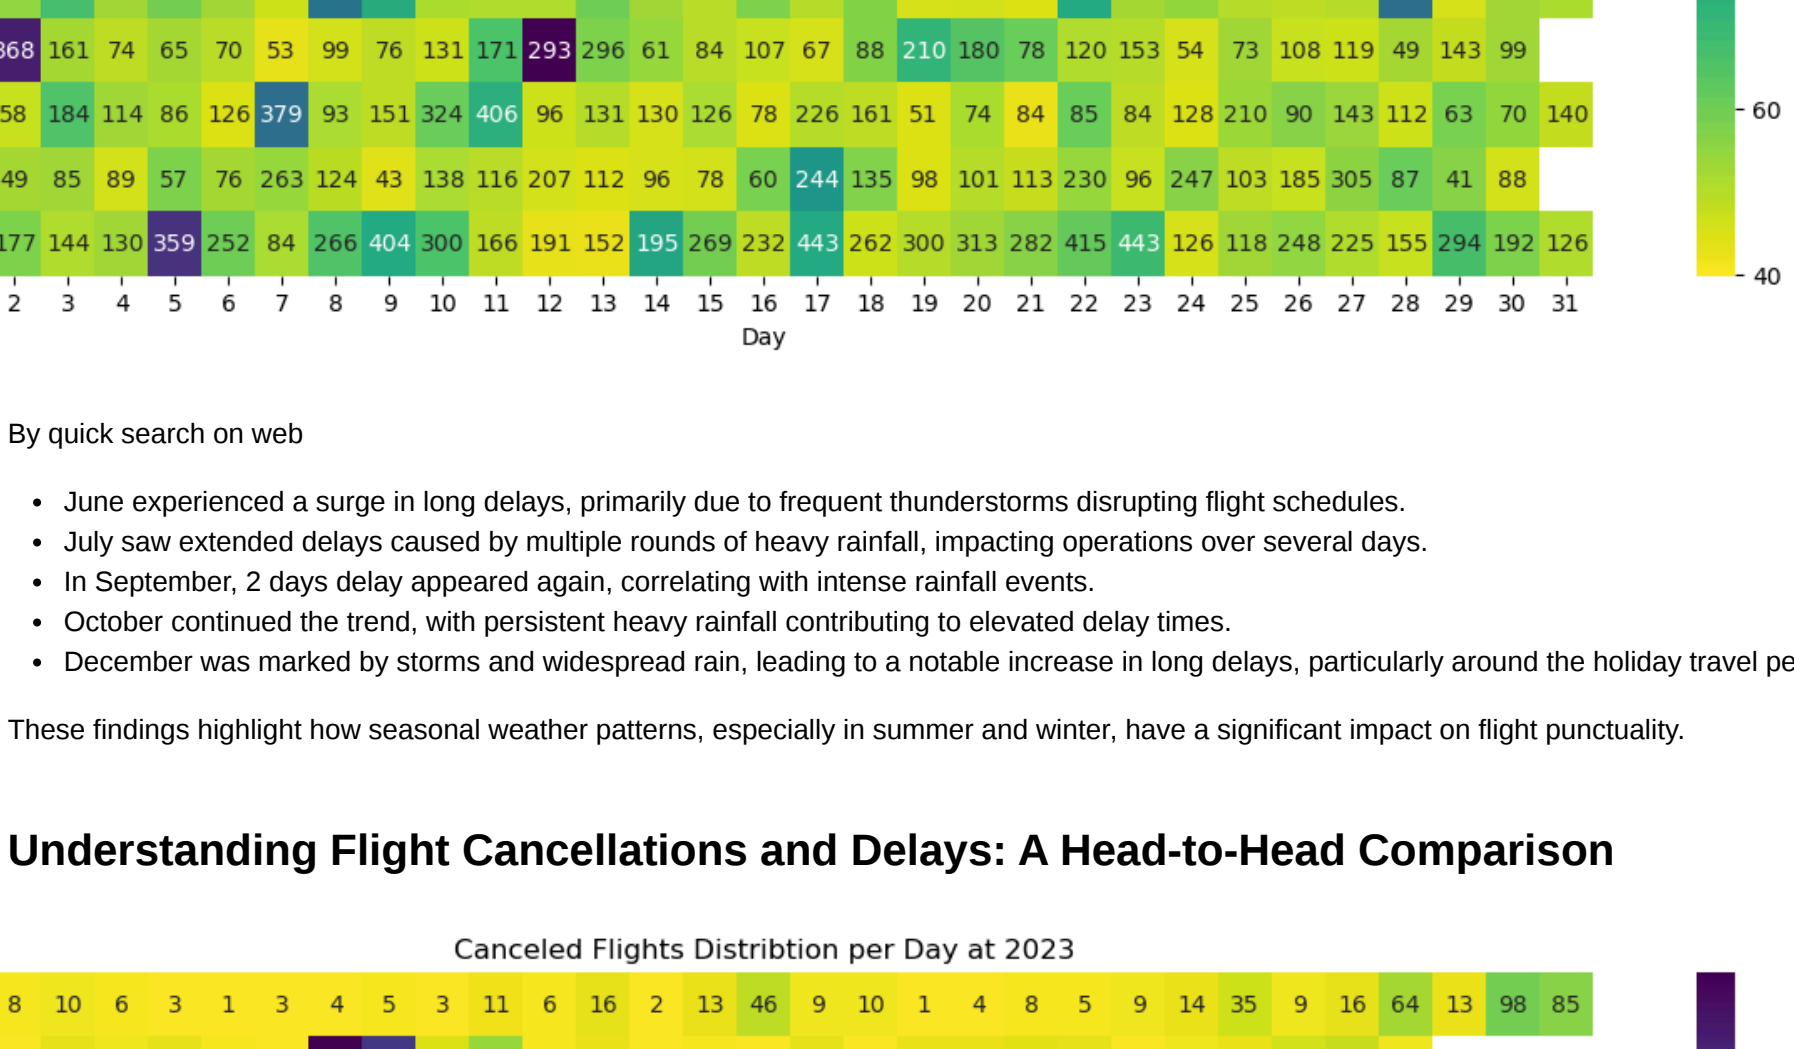 368 161 74 65 70 53 99 76 131 171 293 296 61 84 107 67 88 210 180 78 120 153 54 73 108 119 49 143 99
58 184 114 86 126 379 93 151 324 406 96 131 130 126 78 226 161 51 74 84 85 84 128 210 90 143 112 63 70 140
60
49 85 89 57 76 263 124 43 138 116 207 112 96 78 60 244 135 98 101 113 230 96 247 103 185 305 87 41 88
177 144 130 359 252 84 266 404 300 166 191 152 195 269 232 443 262 300 313 282 415 443 126 118 248 225 155 294 192 126
40
2 3 4 5 6 7 8 9 10 11 12 13 14 15 16 17 18 19 20 21 22 23 24 25 26 27 28 29 30 31
Day
By quick search on web
• June experienced a surge in long delays, primarily due to frequent thunderstorms disrupting flight schedules.
• July saw extended delays caused by multiple rounds of heavy rainfall, impacting operations over several days.
• In September, 2 days delay appeared again, correlating with intense rainfall events.
• October continued the trend, with persistent heavy rainfall contributing to elevated delay times.
• December was marked by storms and widespread rain, leading to a notable increase in long delays, particularly around the holiday travel pe
These findings highlight how seasonal weather patterns, especially in summer and winter, have a significant impact on flight punctuality.
Understanding Flight Cancellations and Delays: A Head-to-Head Comparison
Canceled Flights Distribtion per Day at 2023
8 10 6 3 1 3 4 5 3 11 6 16 2 13 46 9 10 1 4 8 5 9 14 35 9 16 64 13 98 85